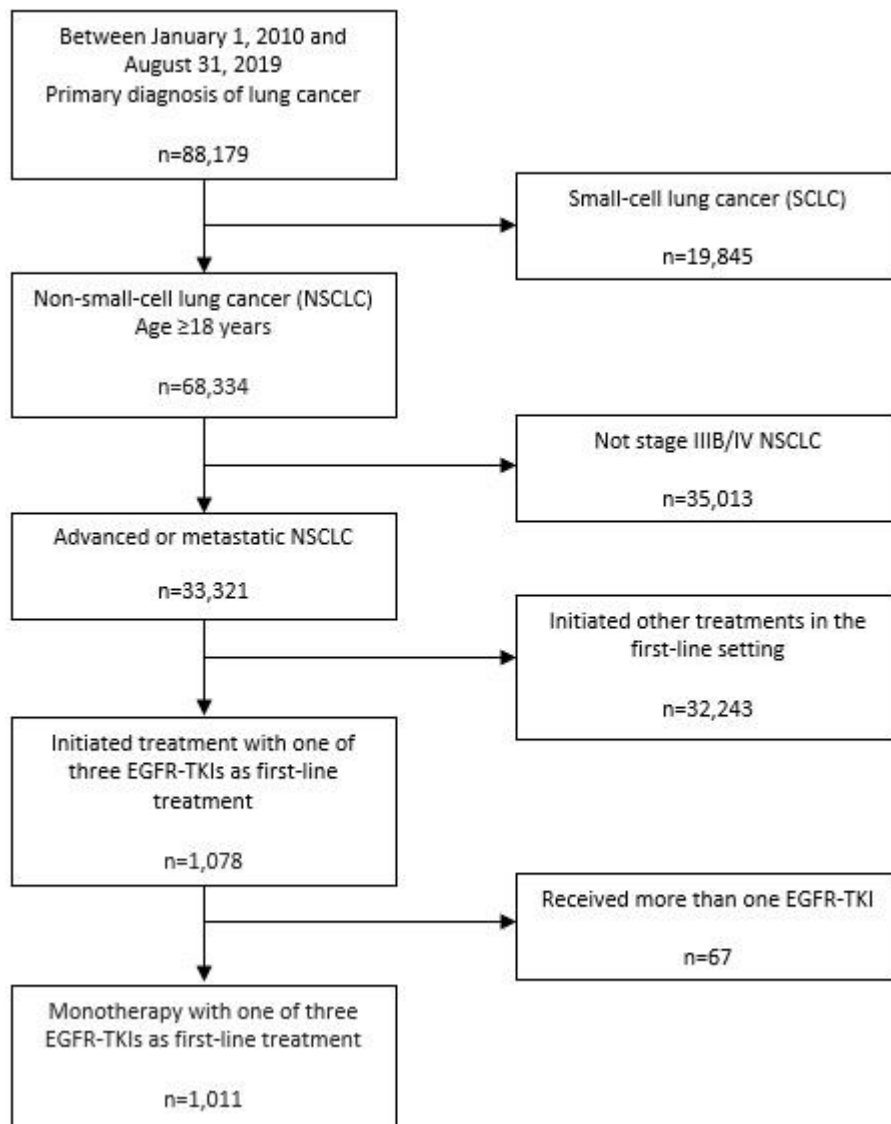 Between January 1, 2010 and
August 31, 2019
Primary diagnosis of lung cancer
n=88,179
Small-cell lung cancer (SCLC)
n=19,845
Non-small-cell lung cancer (NSCLC)
Age ≥18 years
n=68,334
Not stage IIIB/IV NSCLC
n=35,013
Advanced or metastatic NSCLC
n=33,321
Initiated other treatments in the
first-line setting
n=32,243
Initiated treatment with one of
three EGFR-TKIs as first-line
treatment
n=1,078
Received more than one EGFR-TKI
n=67
Monotherapy with one of three
EGFR-TKIs as first-line treatment
n=1,011